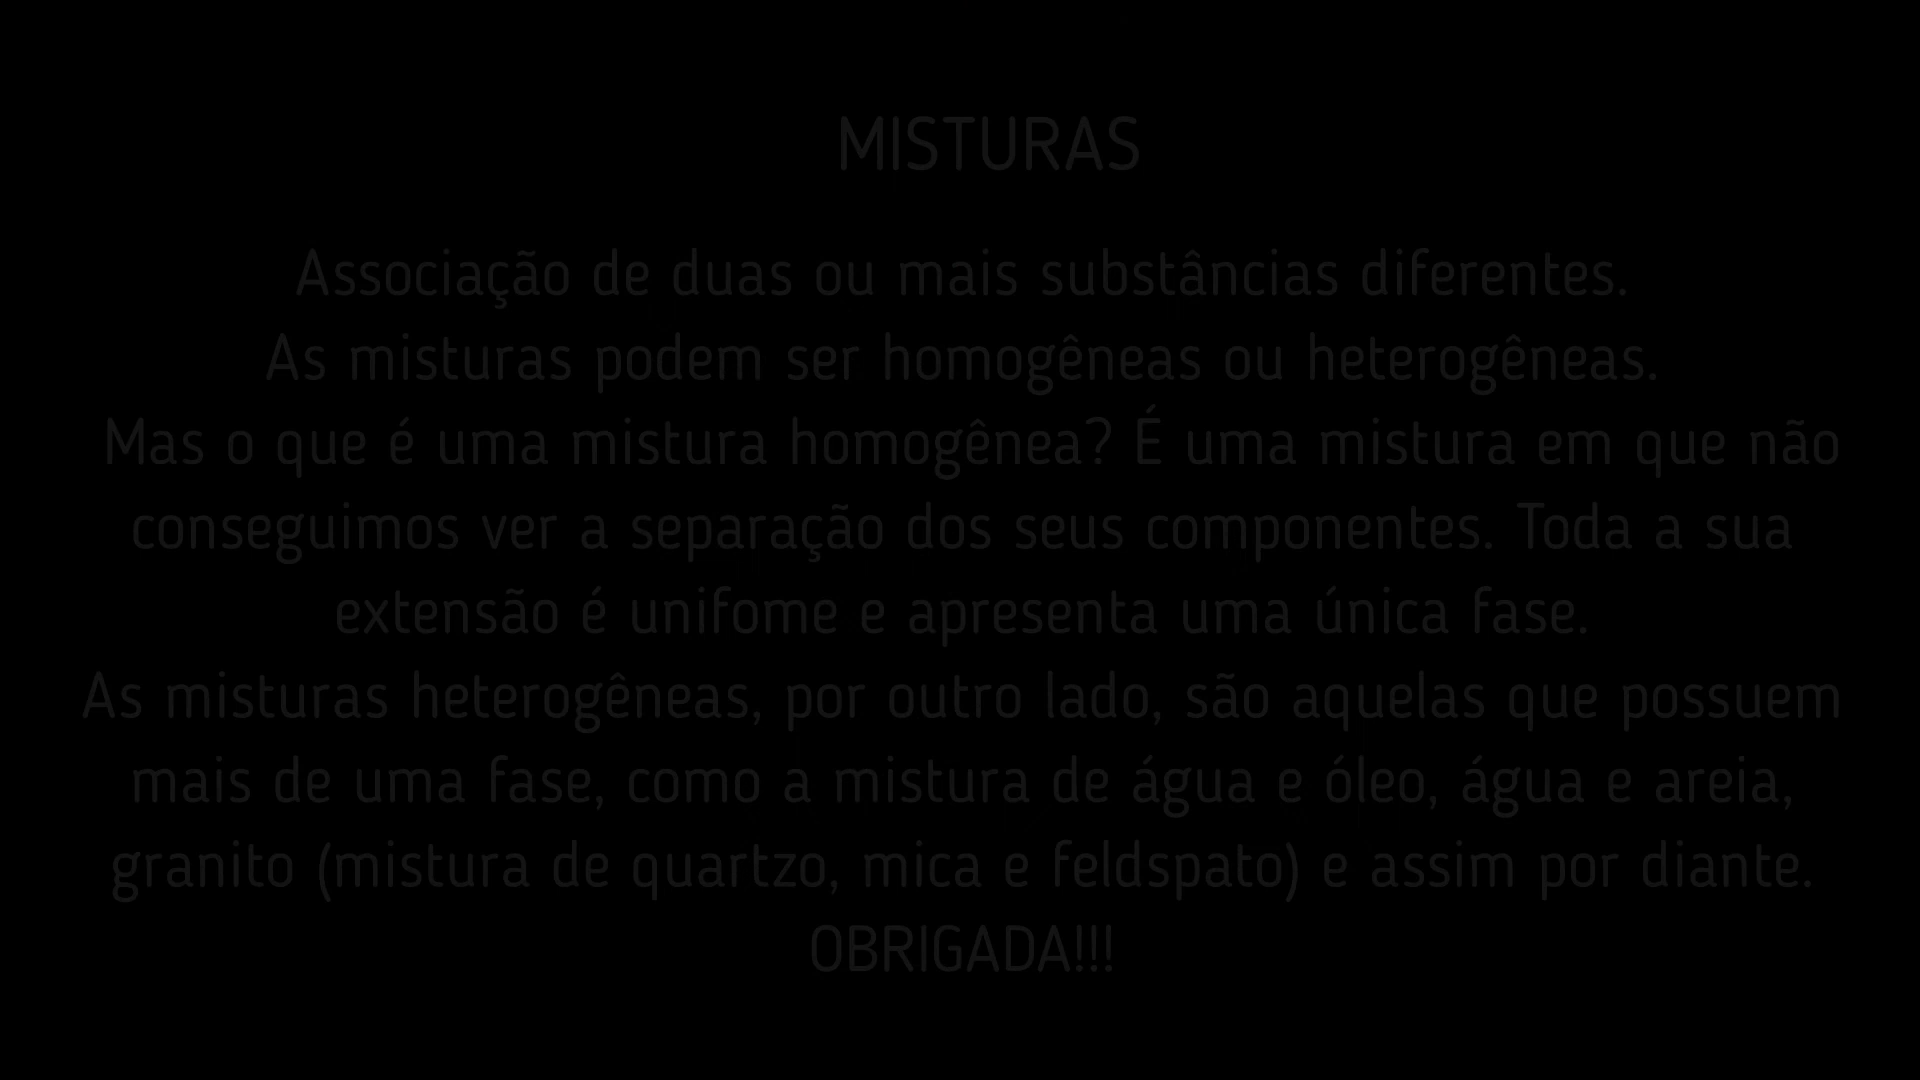 MISTURAS
Associação de duas ou mais substâncias diferentes.
As misturas podem ser homogêneas ou heterogêneas.
Mas o que é uma mistura homogênea? É uma mistura em que não
conseguimos ver a separação dos seus componentes. Toda a sua
extensão é unifome e apresenta uma única fase.
As misturas heterogêneas, por outro lado, são aquelas que possuem
mais de uma fase, como a mistura de água e óleo, água e areia,
granito (mistura de quartzo, mica e feldspato) e assim por diante.
OBRIGADA!!!